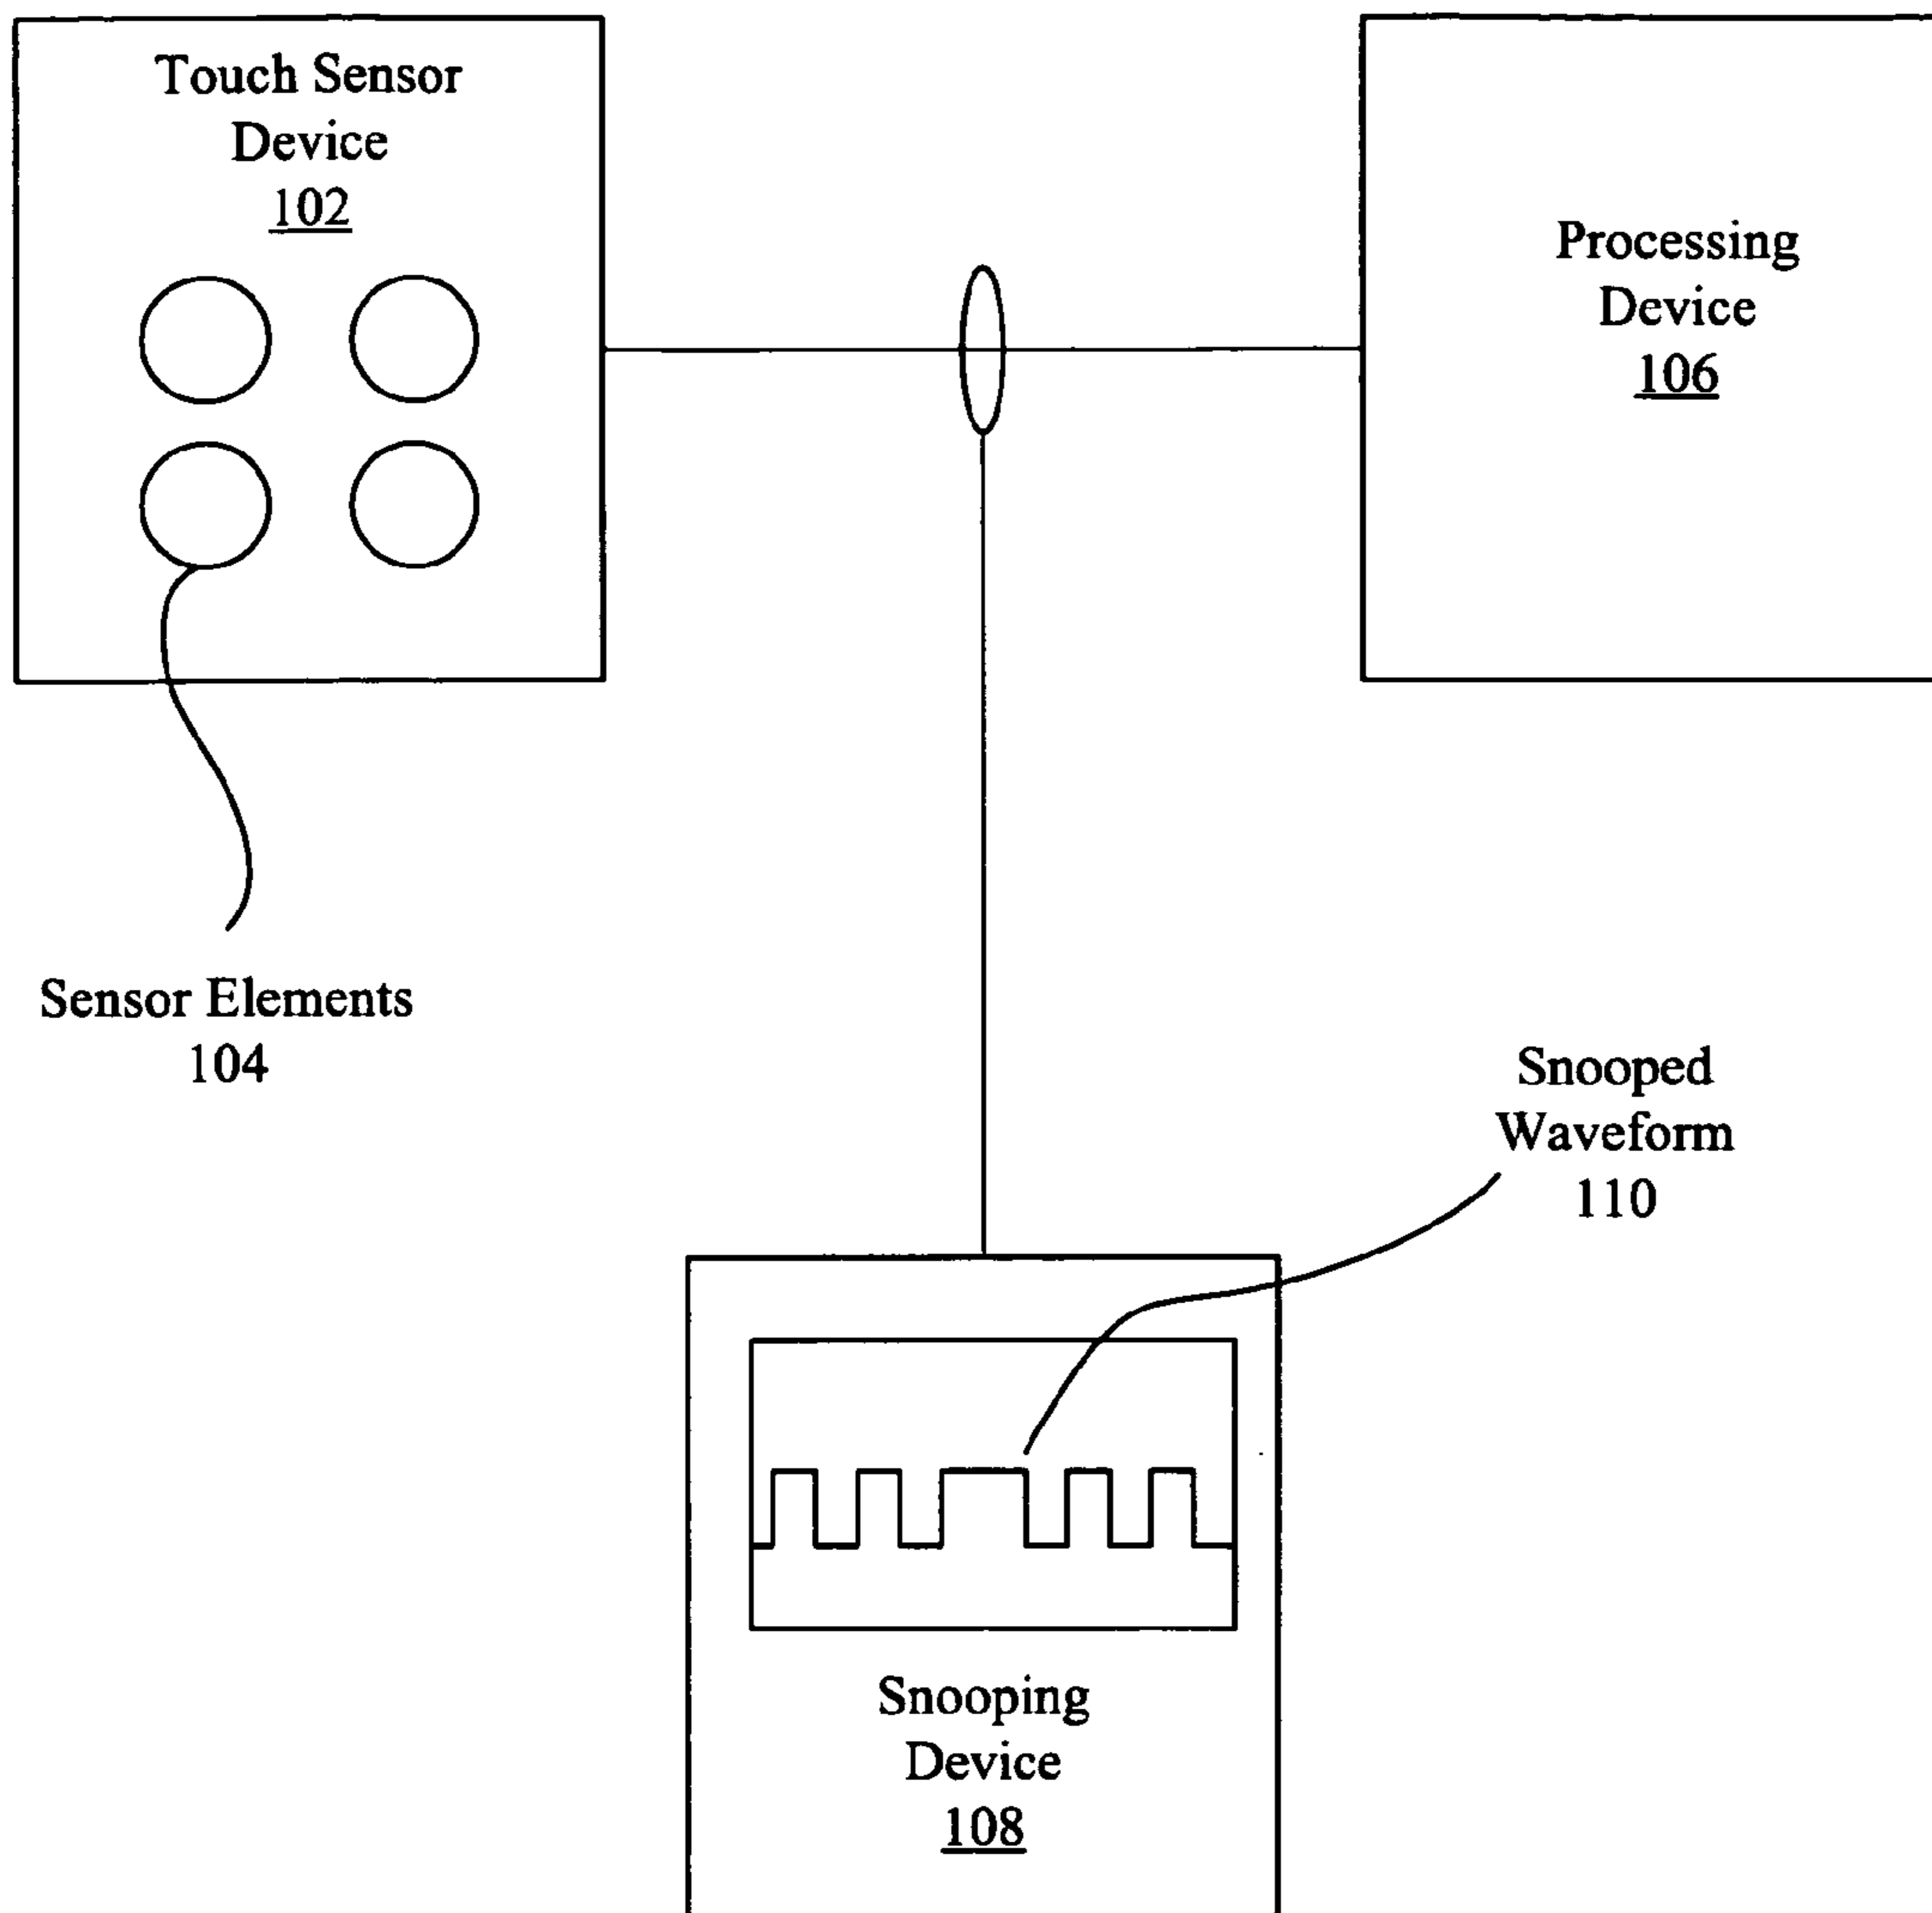 Touch Sensor
Device
102
Processing
Device
106
Sensor Elements
104
Snooped
Waveform
110
Snooping
Device
108